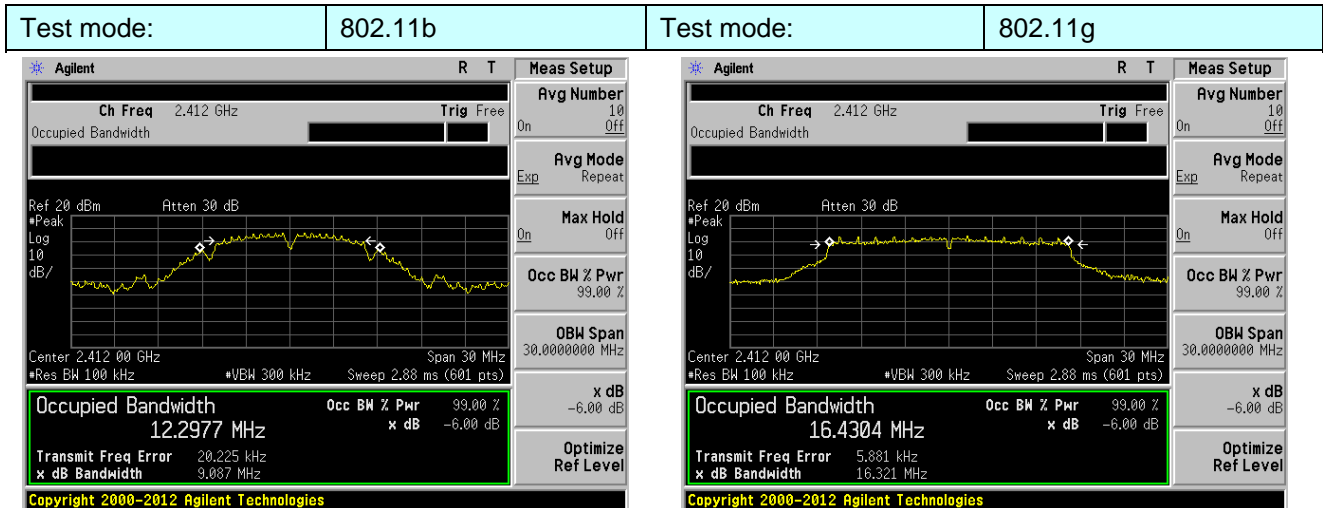 Test mode: 802.11b Test mode: 802.11g
Agilent R T Meas Setup
Ch Freq 2.412 GHz Trig Free
Occupied Bandwidth
Avg Number
10
On Off
Avg Mode
Exp Repeat
Ref 20 dBm Atten 30 dB
#Peak
Log
10
dB/
Max Hold
On Off
Occ BW % Pwr
99.00 %
OBW Span
30.0000000 MHz
Center 2.412 00 GHz Span 30 MHz
#Res BW 100 kHz #VBW 300 kHz Sweep 2.88 ms (601 pts)
x dB
-6.00 dB
Occupied Bandwidth Occ BW % Pwr 99.00 %
12.2977 MHz x dB -6.00 dB
Transmit Freq Error 20.225 kHz
x dB Bandwidth 9.087 MHz
Optimize
Ref Level
Copyright 2000-2012 Agilent Technologies
Agilent R T Meas Setup
Ch Freq 2.412 GHz Trig Free
Occupied Bandwidth
Avg Number
10
On Off
Avg Mode
Exp Repeat
Ref 20 dBm Atten 30 dB
#Peak
Log
10
dB/
Max Hold
On Off
Occ BW % Pwr
99.00 %
OBW Span
30.0000000 MHz
Center 2.412 00 GHz Span 30 MHz
#Res BW 100 kHz #VBW 300 kHz Sweep 2.88 ms (601 pts)
x dB
-6.00 dB
Occupied Bandwidth Occ BW % Pwr 99.00 %
16.4304 MHz x dB -6.00 dB
Transmit Freq Error 5.881 kHz
x dB Bandwidth 16.321 MHz
Optimize
Ref Level
Copyright 2000-2012 Agilent Technologies